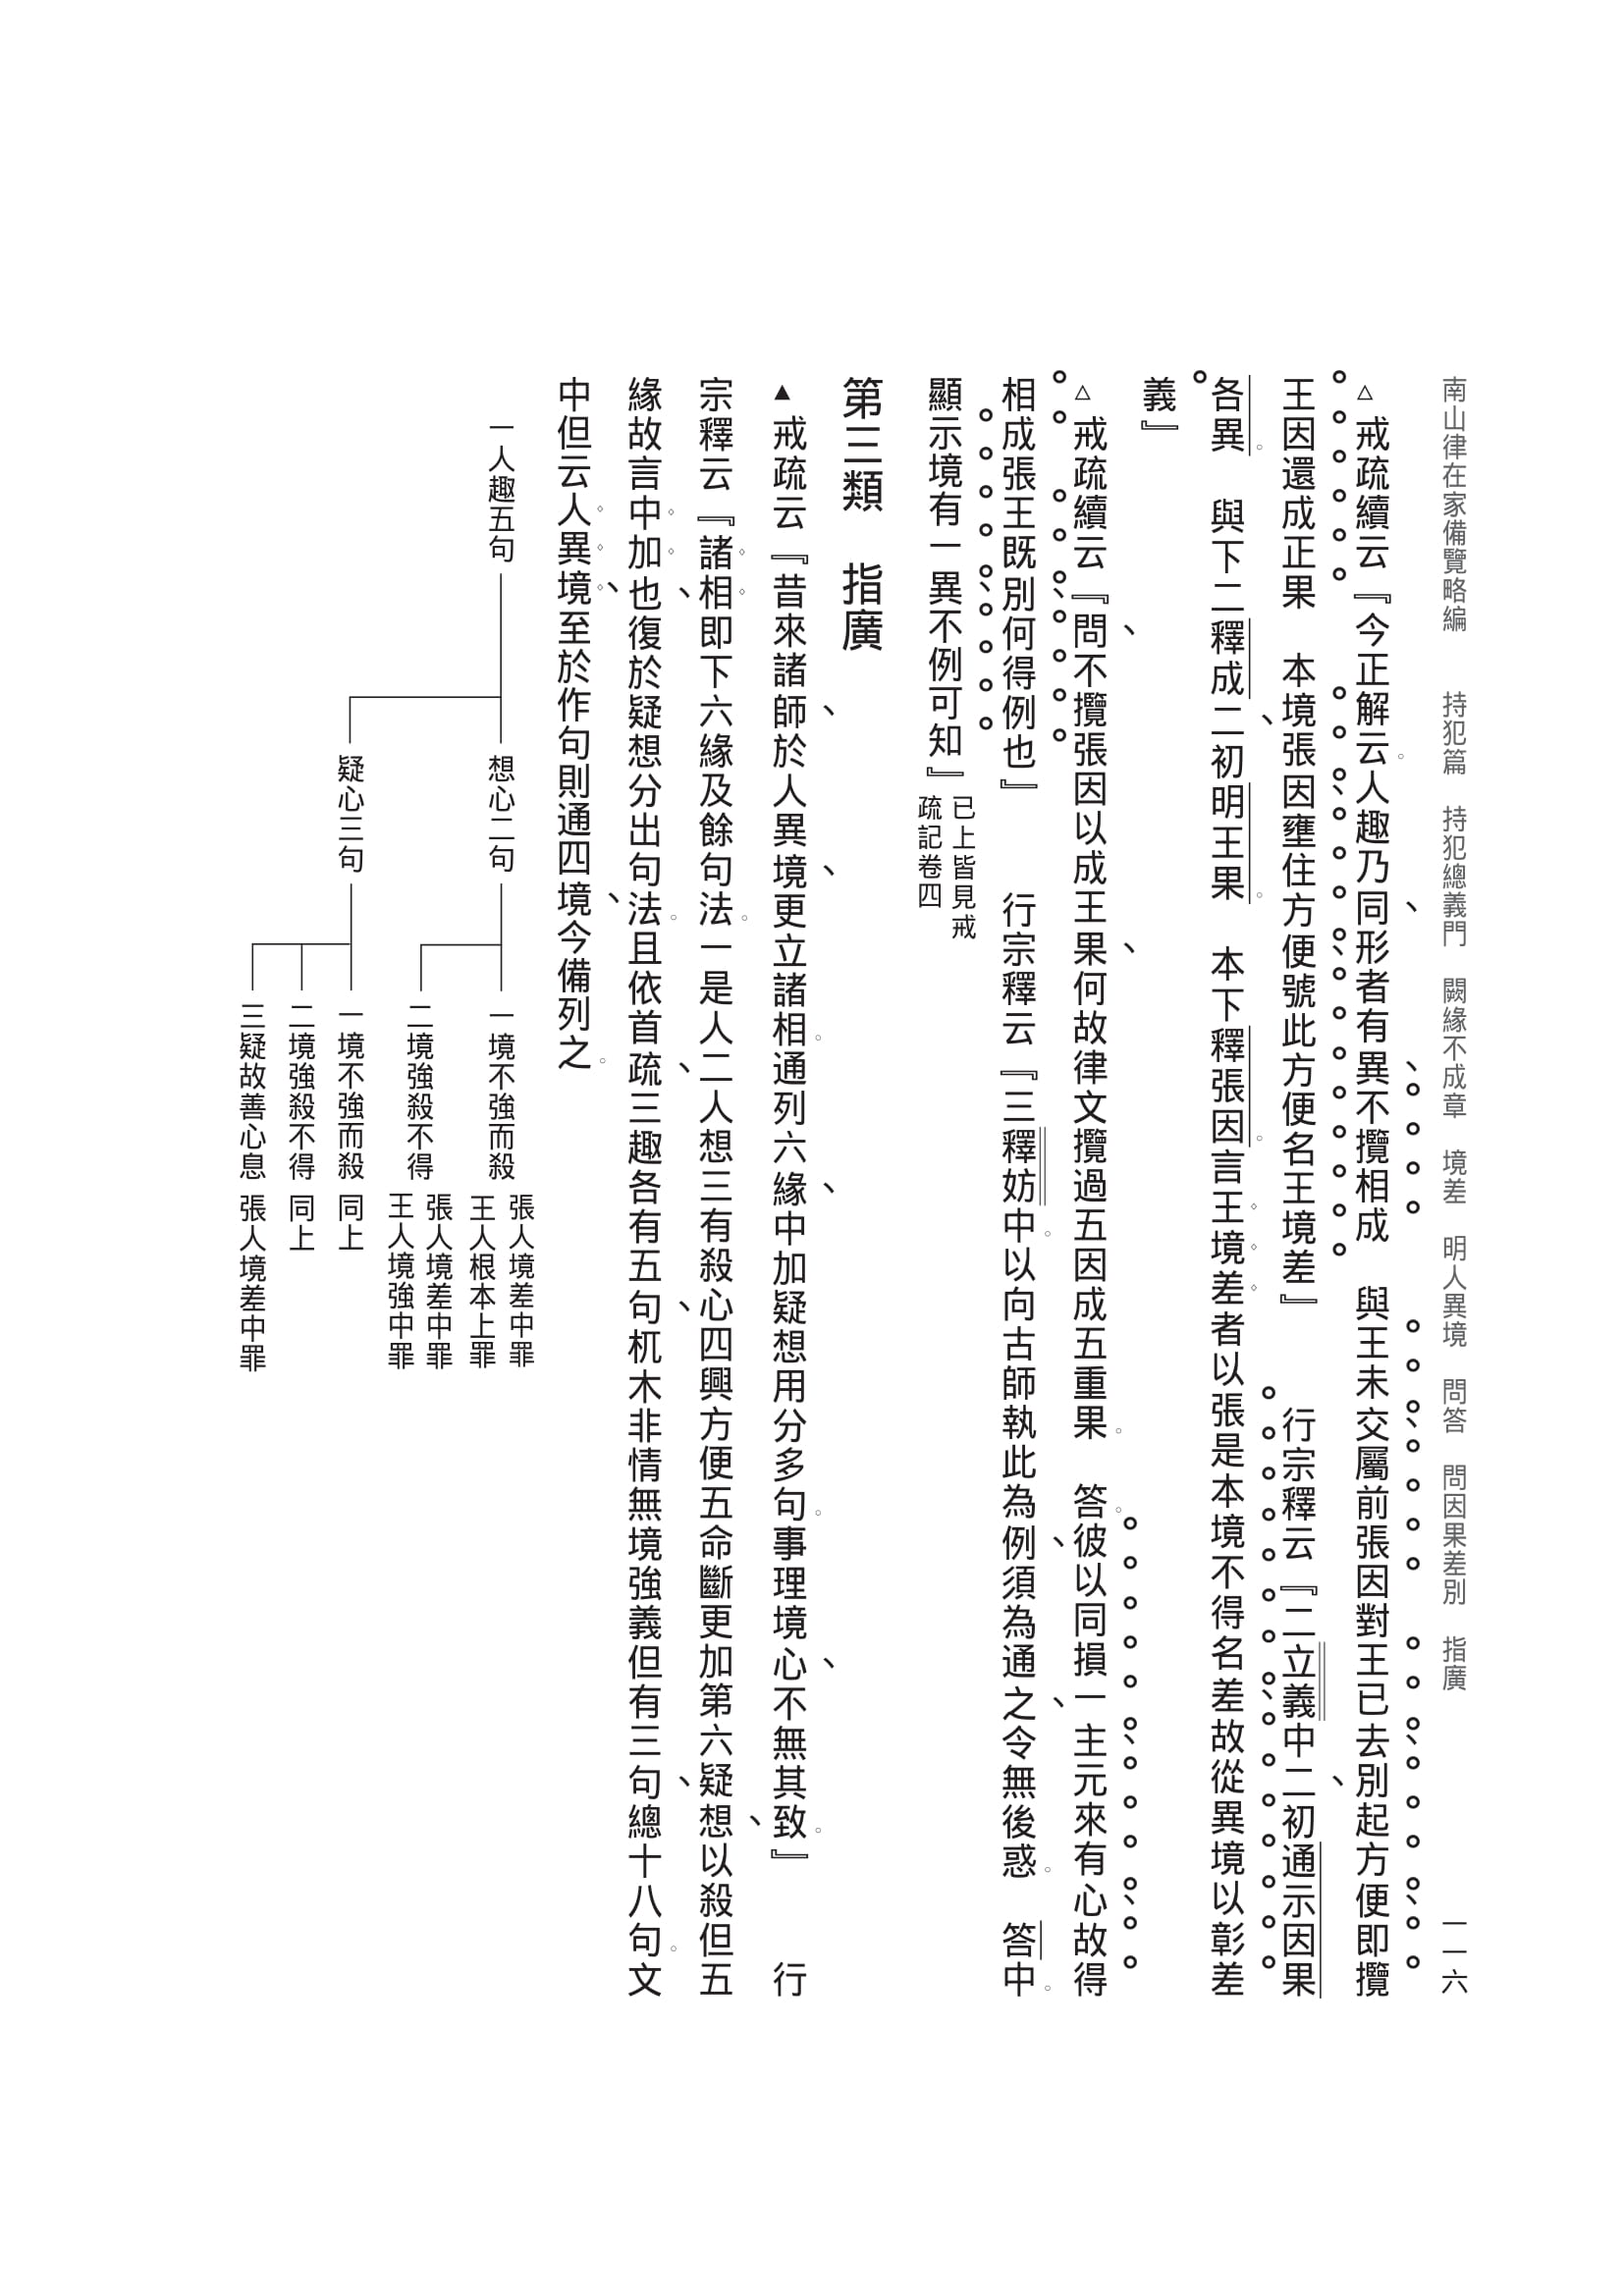 南山律在家備覽略編　　持犯篇　持犯總義門　闕緣不成章　境差　明人異境　問答　問因果差別　指廣
一一六
△戒疏續云『今正解云人趣乃同形者有異不攬相成　與王未交屬前張因對王已去別起方便即攬
王因還成正果　本境張因壅住方便號此方便名王境差』　　行宗釋云『二立義中二初通示因果
各異　與下二釋成二初明王果　本下釋張因言王境差者以張是本境不得名差故從異境以彰差
義』
△戒疏續云『問不攬張因以成王果何故律文攬過五因成五重果　答彼以同損一主元來有心故得
相成張王既別何得例也』　　行宗釋云『三釋妨中以向古師執此為例須為通之令無後惑　答中
顯示境有一異不例可知』已上皆見戒
疏記卷四
第三類　指廣
▲戒疏云『昔來諸師於人異境更立諸相通列六緣中加疑想用分多句事理境心不無其致』　　行
宗釋云『諸相即下六緣及餘句法一是人二人想三有殺心四興方便五命斷更加第六疑想以殺但五
緣故言中加也復於疑想分出句法且依首疏三趣各有五句杌木非情無境強義但有三句總十八句文
中但云人異境至於作句則通四境今備列之
一人趣五句
想心二句
一境不強而殺
張人境差中罪
王人根本上罪
二境強殺不得
張人境差中罪
王人境強中罪
疑心三句
一境不強而殺　同上
二境強殺不得　同上
三疑故善心息　張人境差中罪